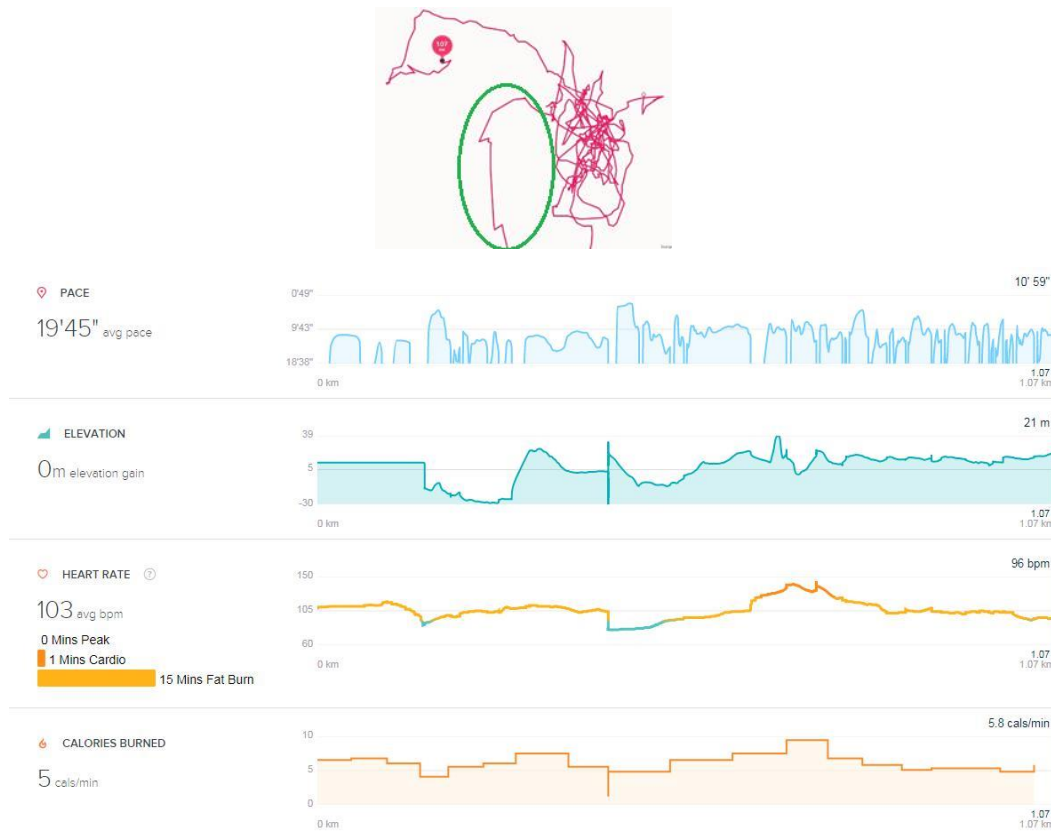 1.07
PACE
19'45" avg pace
0'49"
9'43"
18'38"
0 km
10' 59"
1.07
1.07 km
ELEVATION
0m elevation gain
39
5
-30
0 km
21 m
1.07
1.07 km
HEART RATE ?
103 avg bpm
0 Mins Peak
1 Mins Cardio
15 Mins Fat Burn
150
105
60
0 km
96 bpm
1.07
1.07 km
CALORIES BURNED
5 cals/min
10
5
0
0 km
5.8 cals/min
1.07
1.07 km